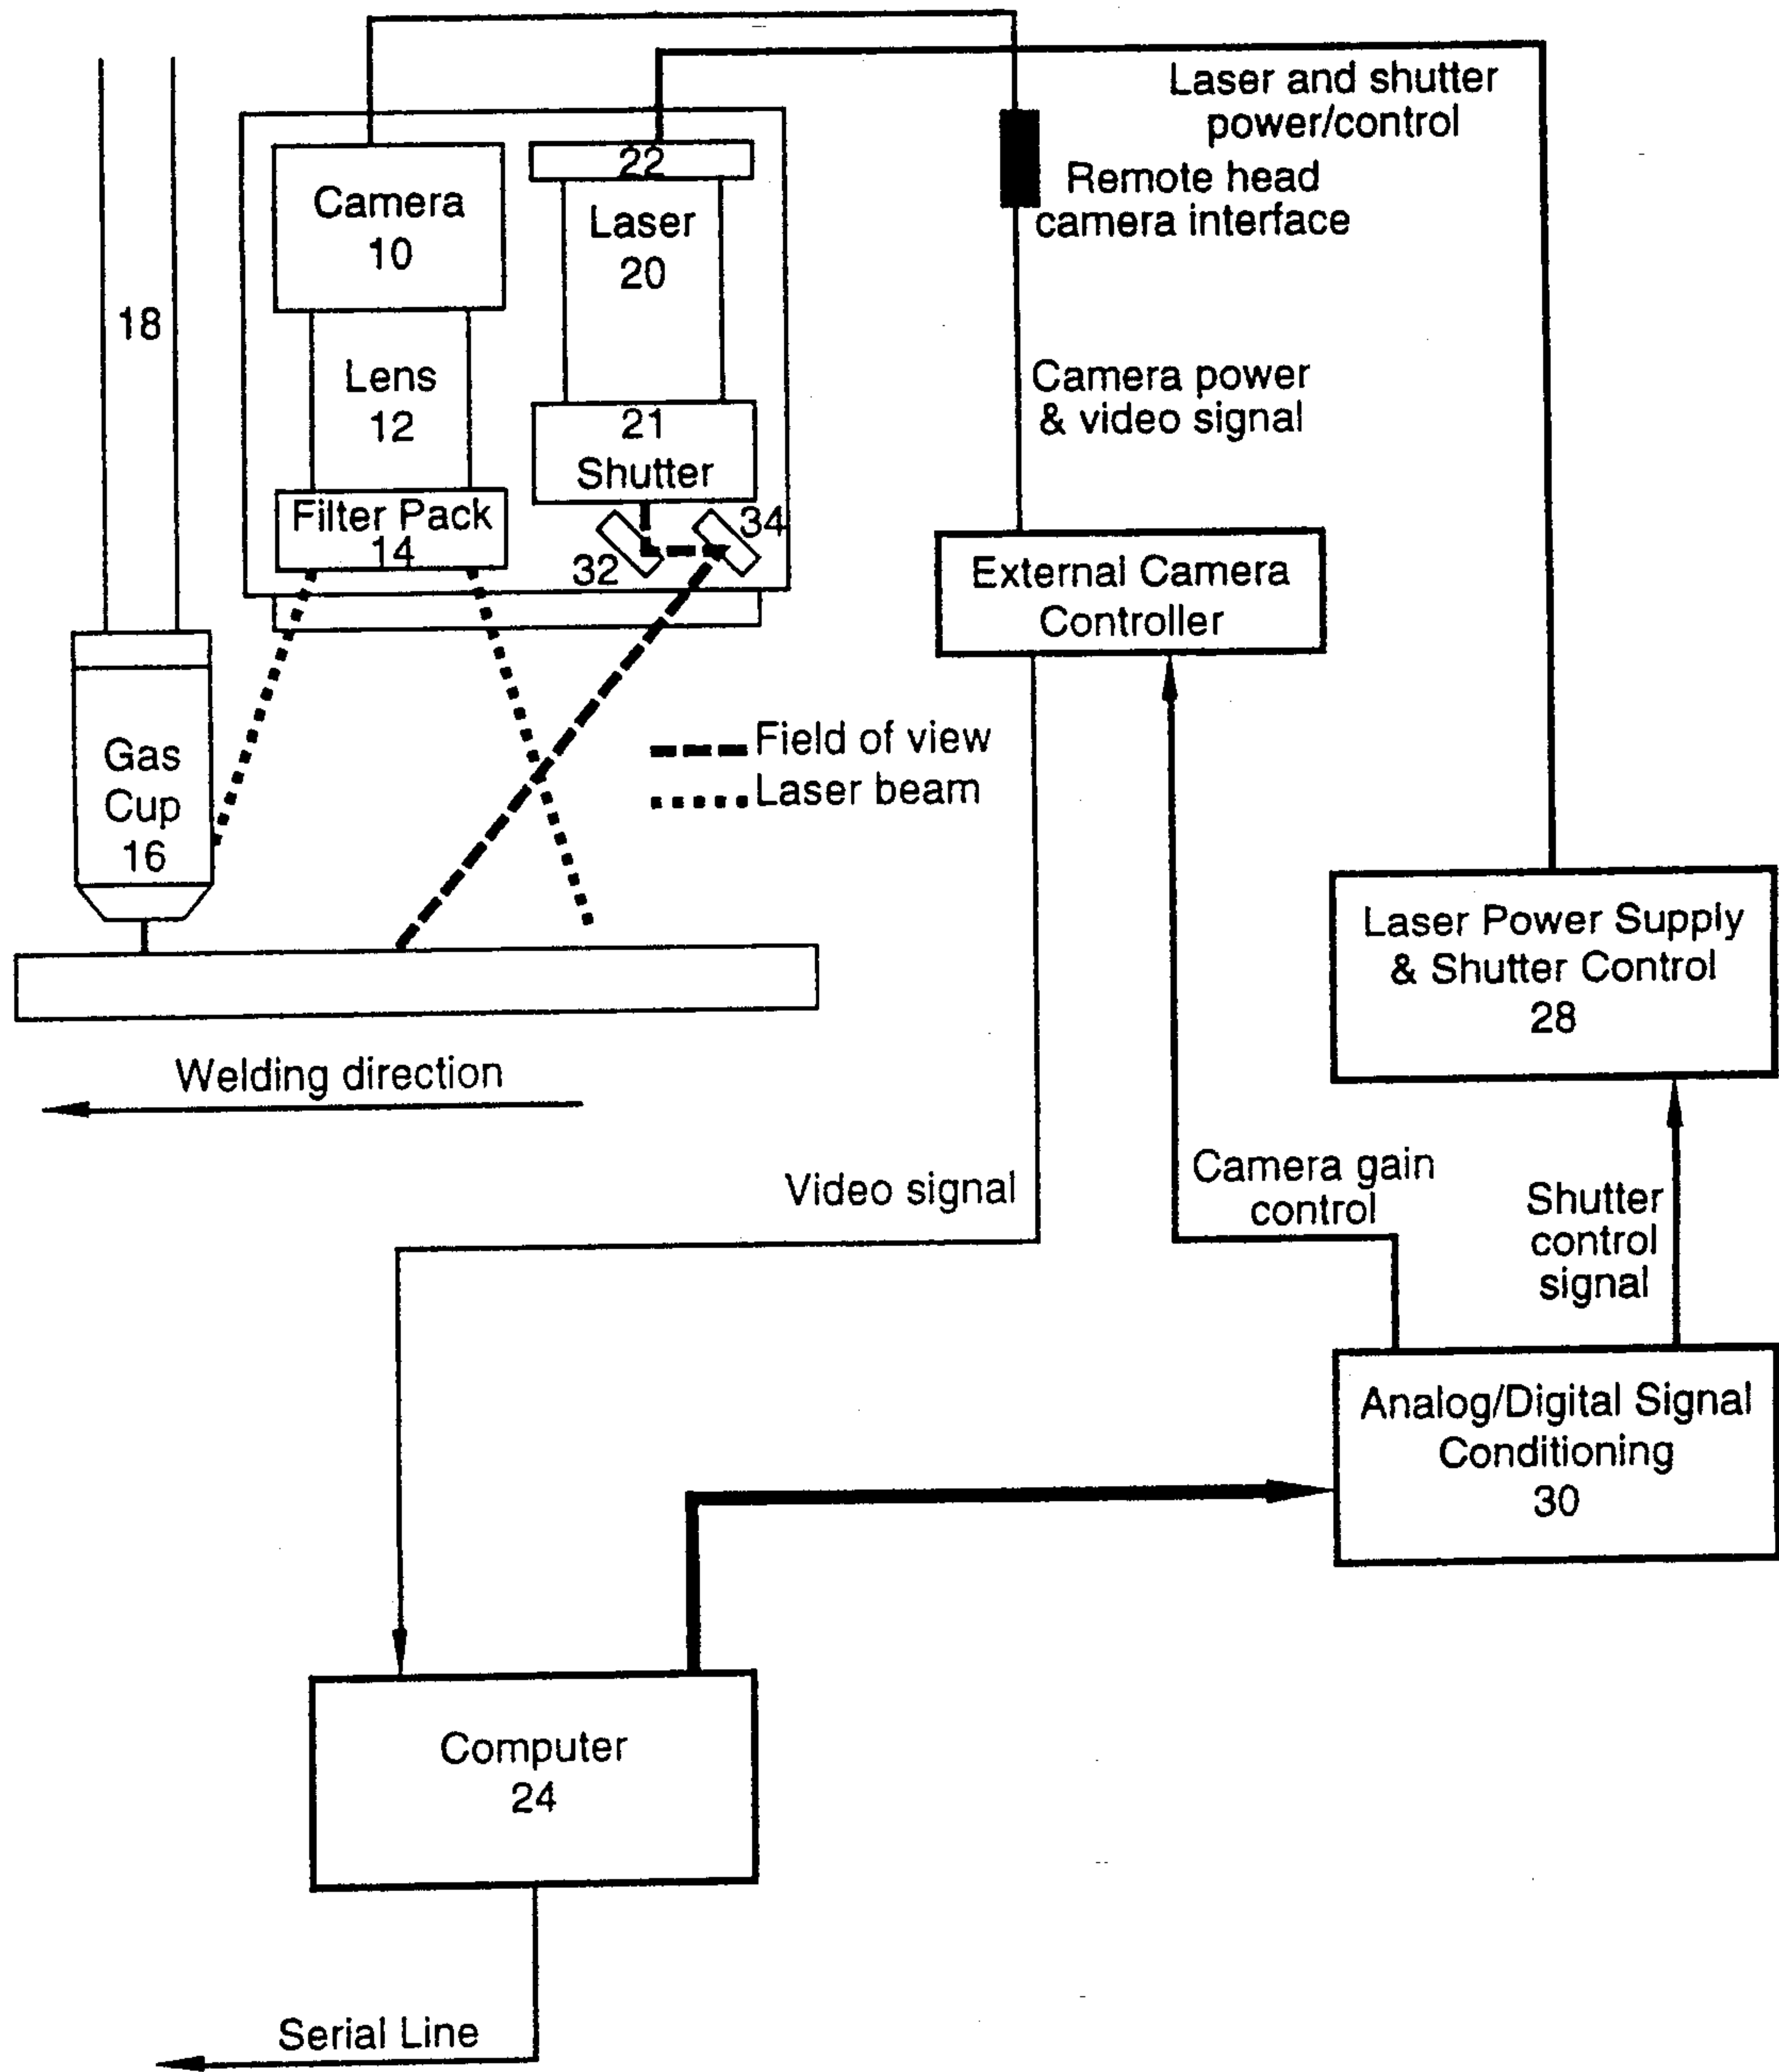 Laser and shutter
power/control
22
Remote head
camera interface
Camera
10
Laser
20
18
Lens
12
Camera power
& video signal
21
Shutter
Filter Pack
14
32
34
External Camera
Controller
Gas
Cup
16
Field of view
Laser beam
Laser Power Supply
& Shutter Control
28
Welding direction
Video signal
Camera gain
control
Shutter
control
signal
Analog/Digital Signal
Conditioning
30
Computer
24
Serial Line